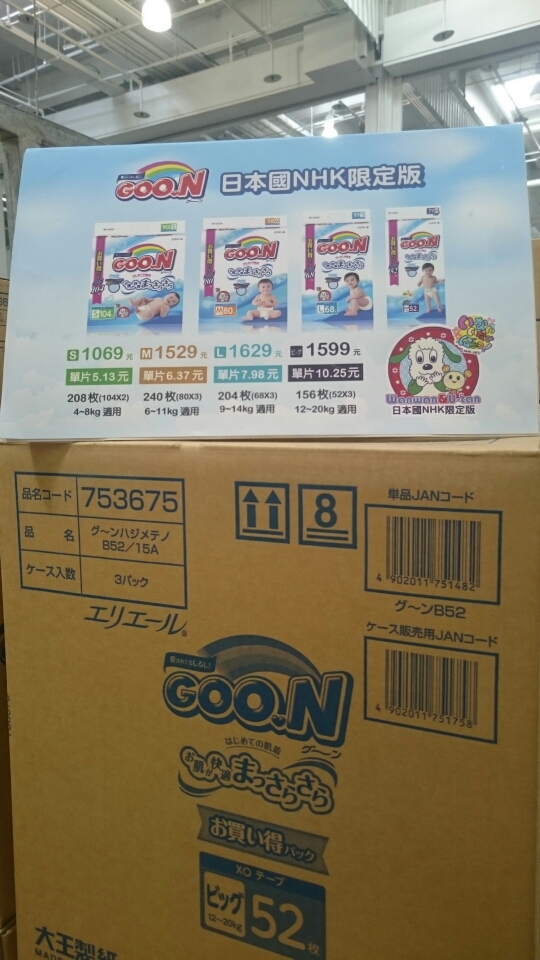 GOO.N 日本國NHK限定版
GOO.N
GOO.N
GOO.N
GOO.N
S104
M80
L68
52
S 1069元 M 1529元 L 1629元 ビッグ 1599元
單片5.13元 單片6.37元 單片7.98元 單片10.25元
208枚(104X2) 240枚(80X3) 204枚(68X3) 156枚(52X3)
4~8kg 適用 6~11kg 適用 9~14kg 適用 12~20kg 適用
Wanwan&U-tan
日本國NHK限定版
品名コード 753675
品名 グ〜ンハジメテノ
B52/15A
ケース入数 3パック
エリエール®
8
単品JANコード
4 902011 751482
グ〜ンB52
ケース販売用JANコード
4 902011 751758
GOO.N
グ〜ン
はじめての肌着
お肌が快適まっさらさら
お買い得パック
XO テープ
ビッグ
12〜20kg
52枚
大王製紙